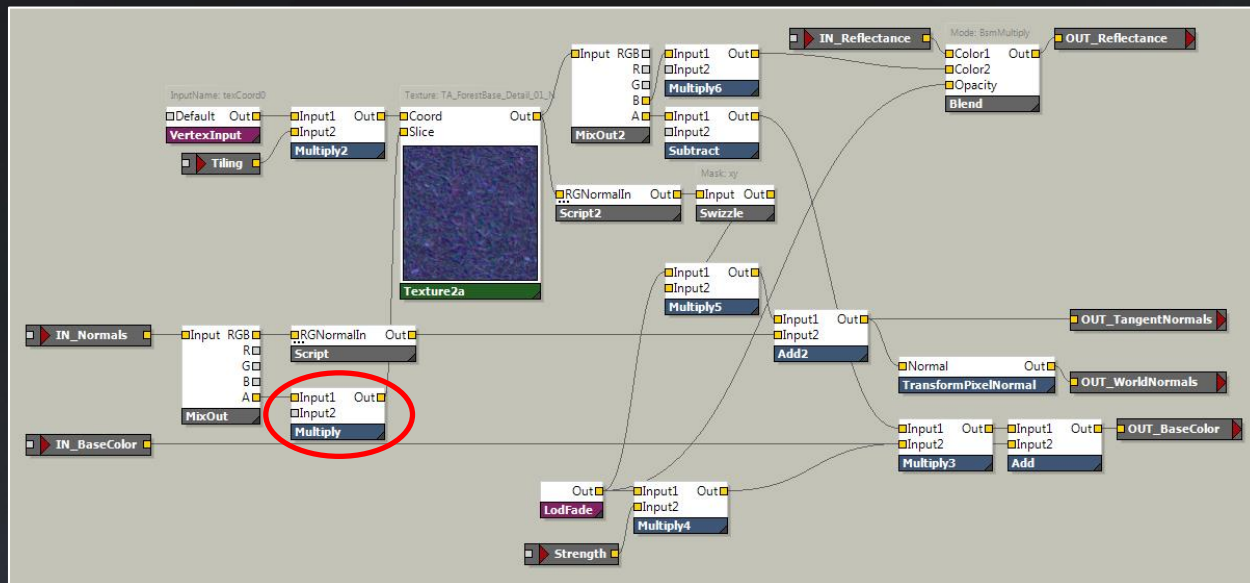 IN_Reflectance
Mode: BsmMultiply
Color1 Out
Color2
Opacity
Blend
OUT_Reflectance
Input RGB
R
G
B
A
MixOut2
Input1 Out
Input2
Multiply6
Input1 Out
Input2
Subtract
InputName: texCoord0
Default Out
VertexInput
Input1 Out
Input2
Multiply2
Tiling
Texture: TA_ForestBase_Detail_01_N
Coord Out
Slice
Texture2a
RGNormalIn Out
Script2
Mask: xy
Input Out
Swizzle
Input1 Out
Input2
Multiply5
IN_Normals
Input RGB
R
G
B
A
MixOut
RGNormalIn Out
Script
Input1 Out
Input2
Multiply
Input1 Out
Input2
Add2
OUT_TangentNormals
Normal Out
TransformPixelNormal
OUT_WorldNormals
IN_BaseColor
Input1 Out
Input2
Multiply3
Input1 Out
Input2
Add
OUT_BaseColor
Out
LodFade
Input1 Out
Input2
Multiply4
Strength